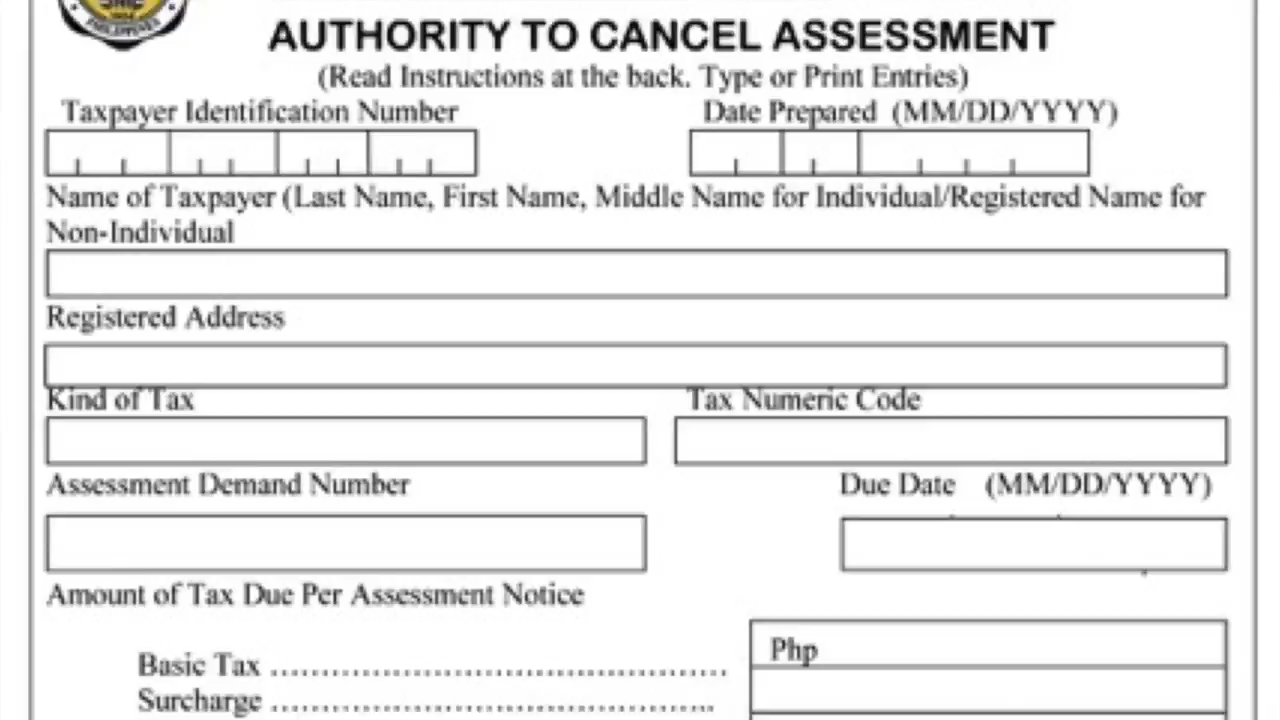 PHILIPPINES
AUTHORITY TO CANCEL ASSESSMENT
(Read Instructions at the back. Type or Print Entries)
Taxpayer Identification Number Date Prepared (MM/DD/YYYY)
Name of Taxpayer (Last Name, First Name, Middle Name for Individual/Registered Name for
Non-Individual
Registered Address
Kind of Tax Tax Numeric Code
Assessment Demand Number Due Date (MM/DD/YYYY)
Amount of Tax Due Per Assessment Notice
Php
Basic Tax ........................................
Surcharge .......................................